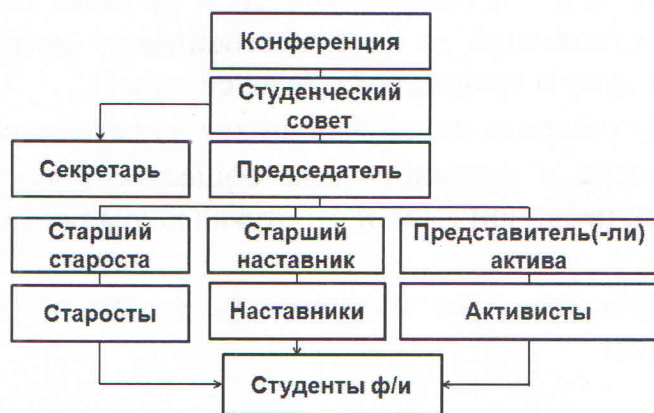 Конференция
Студенческий
совет
Секретарь
Председатель
Старший
староста
Старший
наставник
Представитель(-ли)
актива
Старосты
Наставники
Активисты
Студенты ф/и